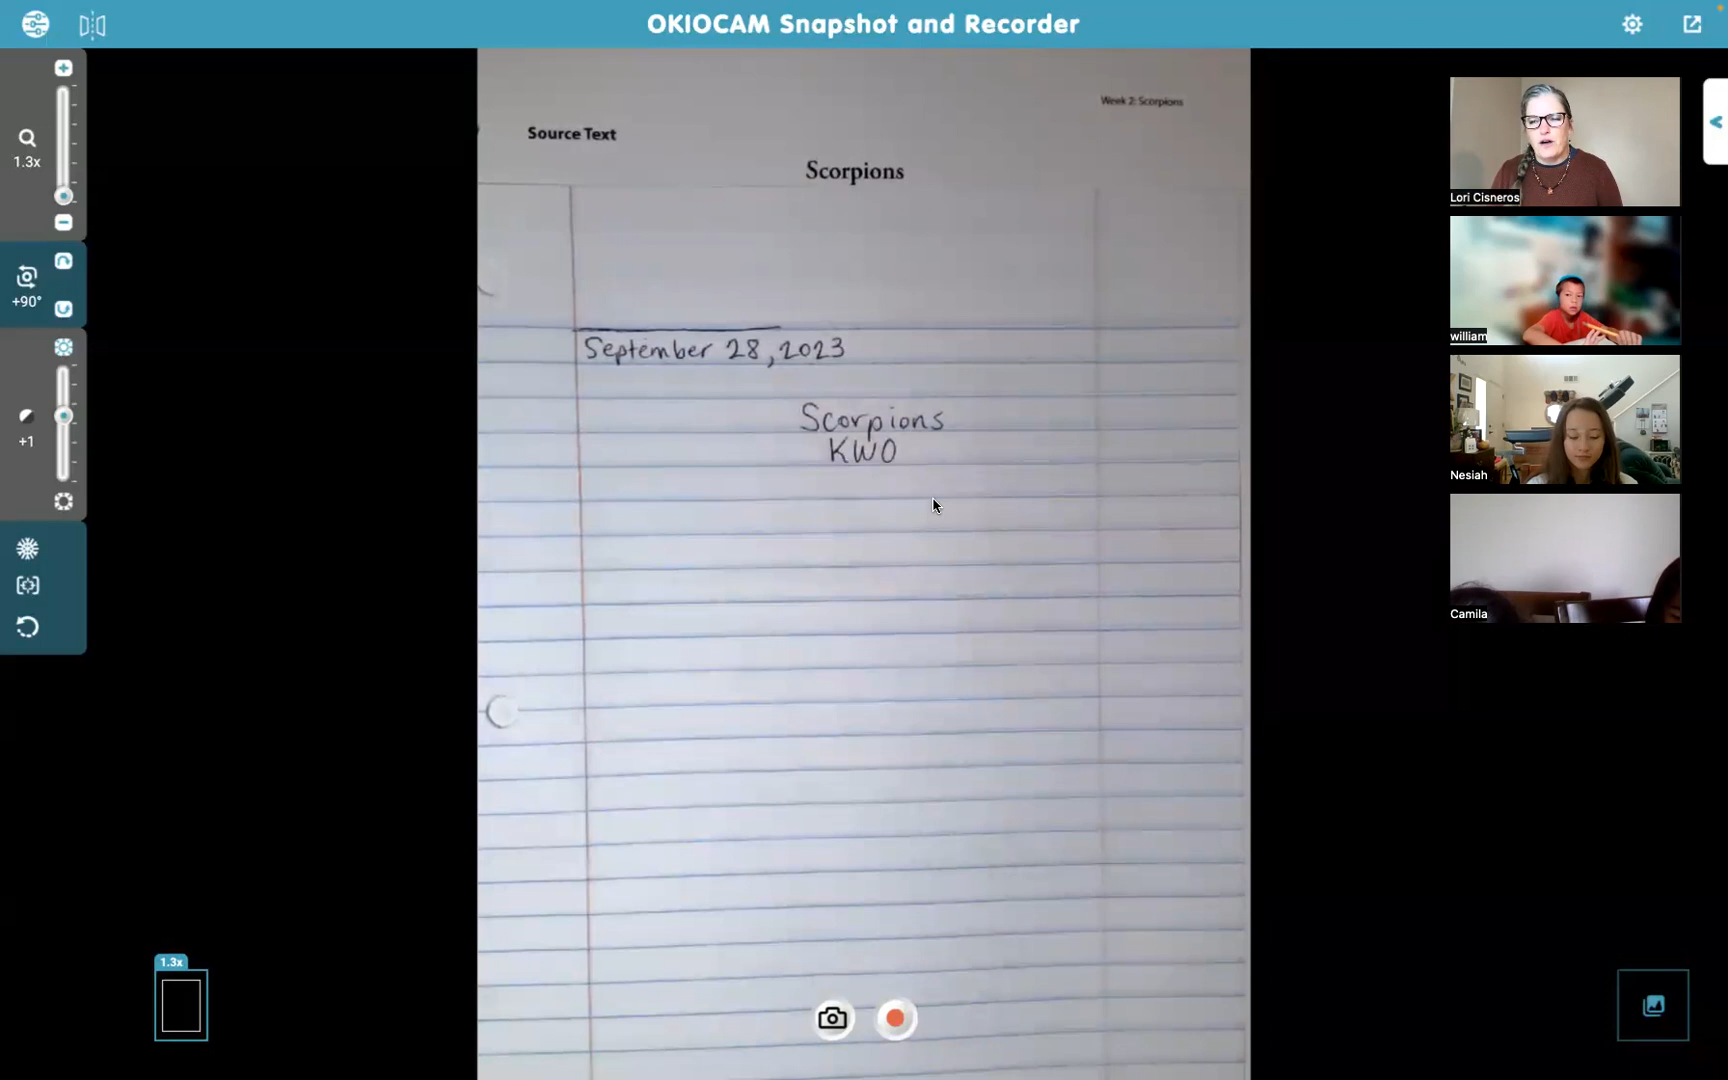 OKIOCAM Snapshot and Recorder
1.3x
+90°
+1
1.3x
Week 2: Scorpions
Source Text
Scorpions
September 28, 2023
Scorpions
KWO
Lori Cisneros
william
Nesiah
Camila